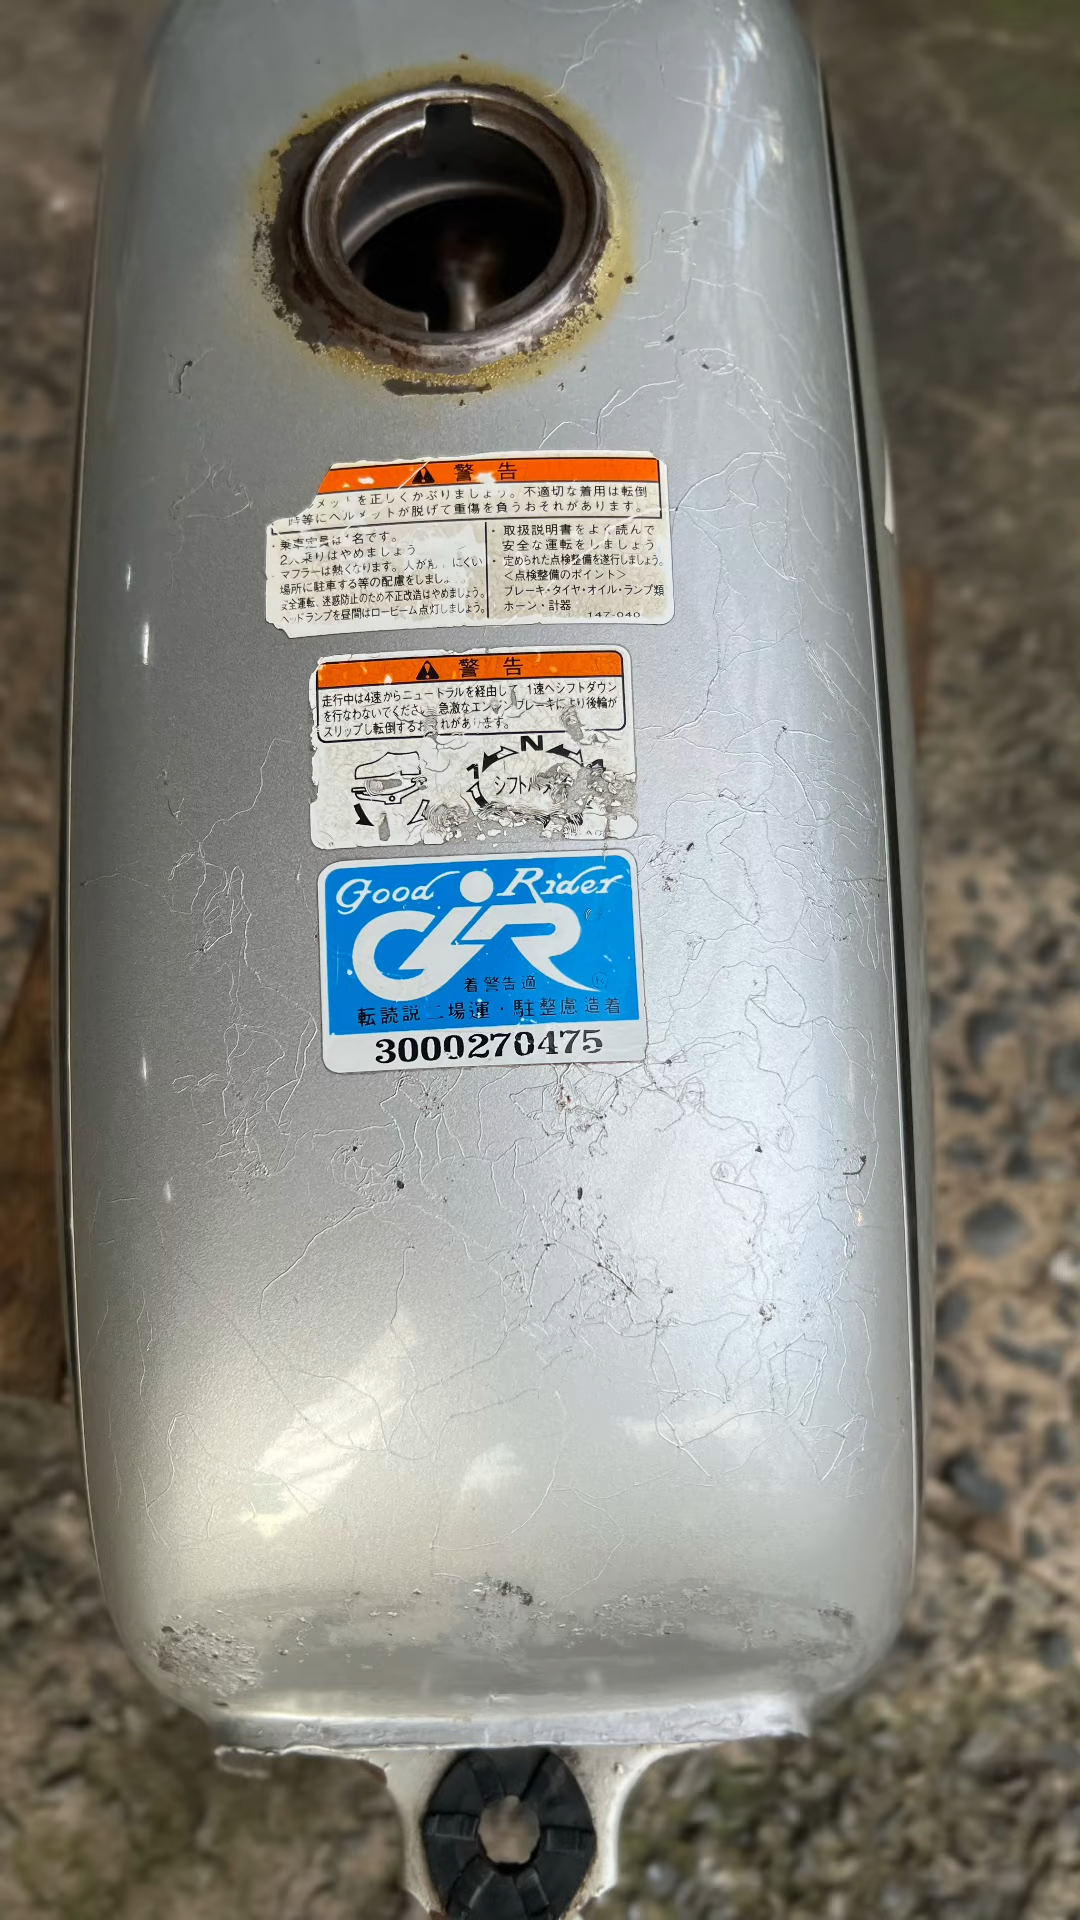 警告
を正しくかぶりましょう。不適切な着用は転倒
時等にヘルメットが脱げて重傷を負うおそれがあります。
・乗車定員は1名です。
2人乗りはやめましょう
マフラーは熱くなります。人が にくい
場所に駐車する等の配慮をしましょ
安全運転、迷惑防止のため不正改造はやめましょう。
ヘッドランプを昼間はロービーム点灯しましょう。
・取扱説明書をよく読んで
安全な運転をしましょう
・定められた点検整備を遂行しましょう。
<点検整備のポイント>
ブレーキ・タイヤ・オイル・ランプ類
ホーン・計器
147-040
警告
走行中は4速からニュートラルを経由して 1速へシフトダウン
を行なわないでください 急激なエンジンブレーキにより後輪が
スリップし転倒するおそれがあります。
N
1
シフトパターン
Good Rider
GR
着警告適
転読説二場運・駐整慮造着
3000270475